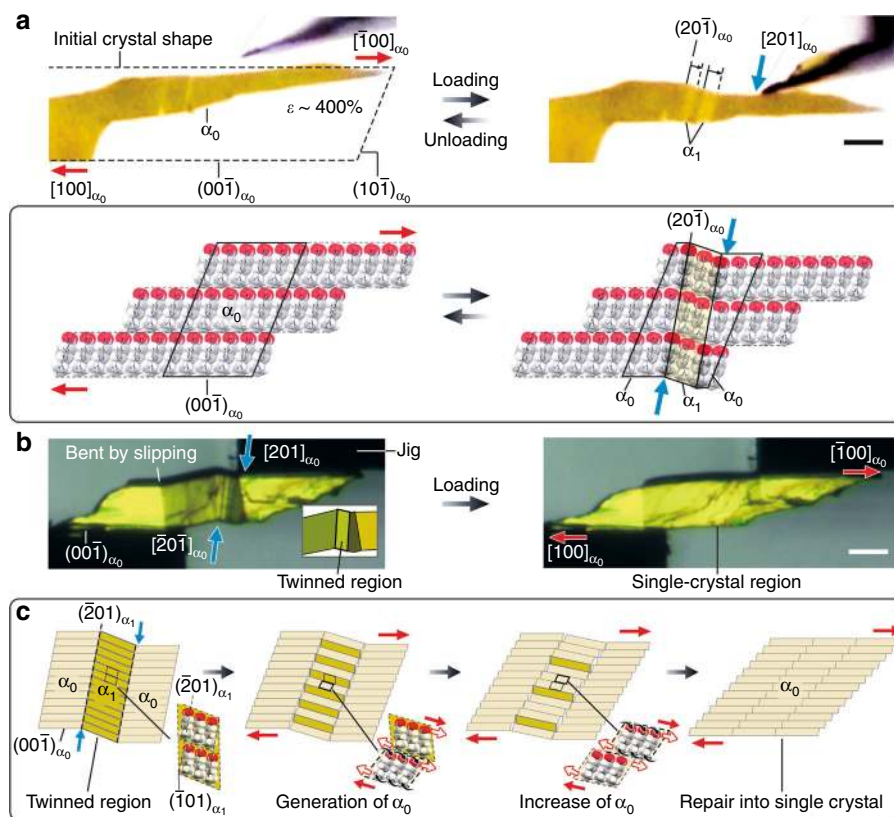 a
Initial crystal shape
[1̄00]α0
(201̄)α0
[201]α0
Loading
Unloading
ε ~ 400%
α0
α1
[100]α0
(001̄)α0
(101̄)α0
(201̄)α0
α0
(001̄)α0
α0
α1
α0
b
Bent by slipping
[201]α0
Jig
Loading
[1̄00]α0
(001̄)α0
[2̄01̄]α0
[100]α0
Twinned region
Single-crystal region
c
(2̄01)α1
α0
α1
α0
(2̄01)α1
α0
(001̄)α0
(1̄01)α1
Twinned region
Generation of α0
Increase of α0
Repair into single crystal